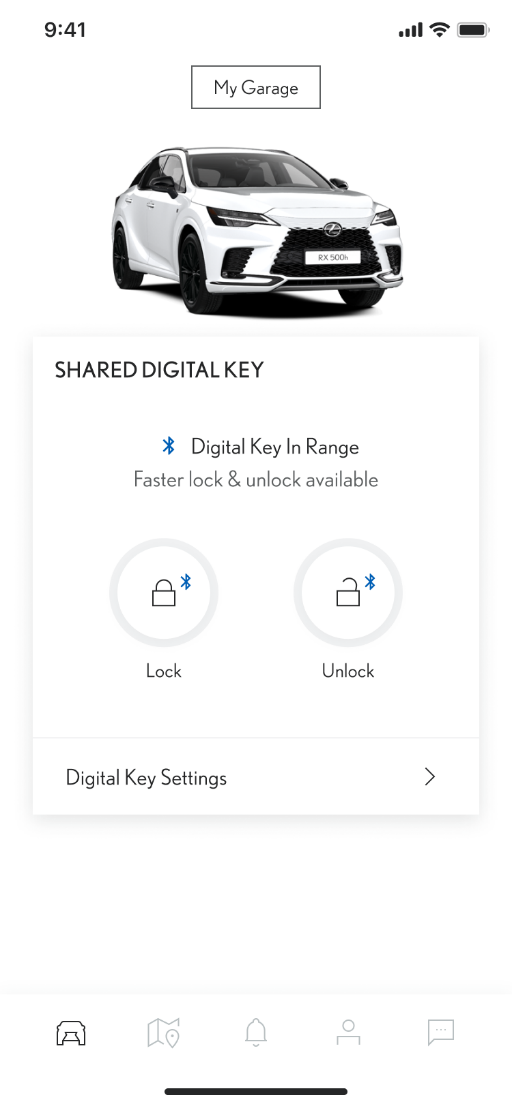 9:41
My Garage
RX 500h
SHARED DIGITAL KEY
Digital Key In Range
Faster lock & unlock available
Lock
Unlock
Digital Key Settings